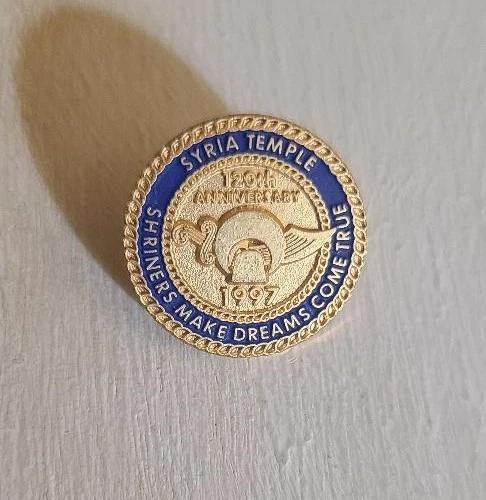 SYRIA TEMPLE
120th
ANNIVERSARY
1997
SHRINERS MAKE DREAMS COME TRUE